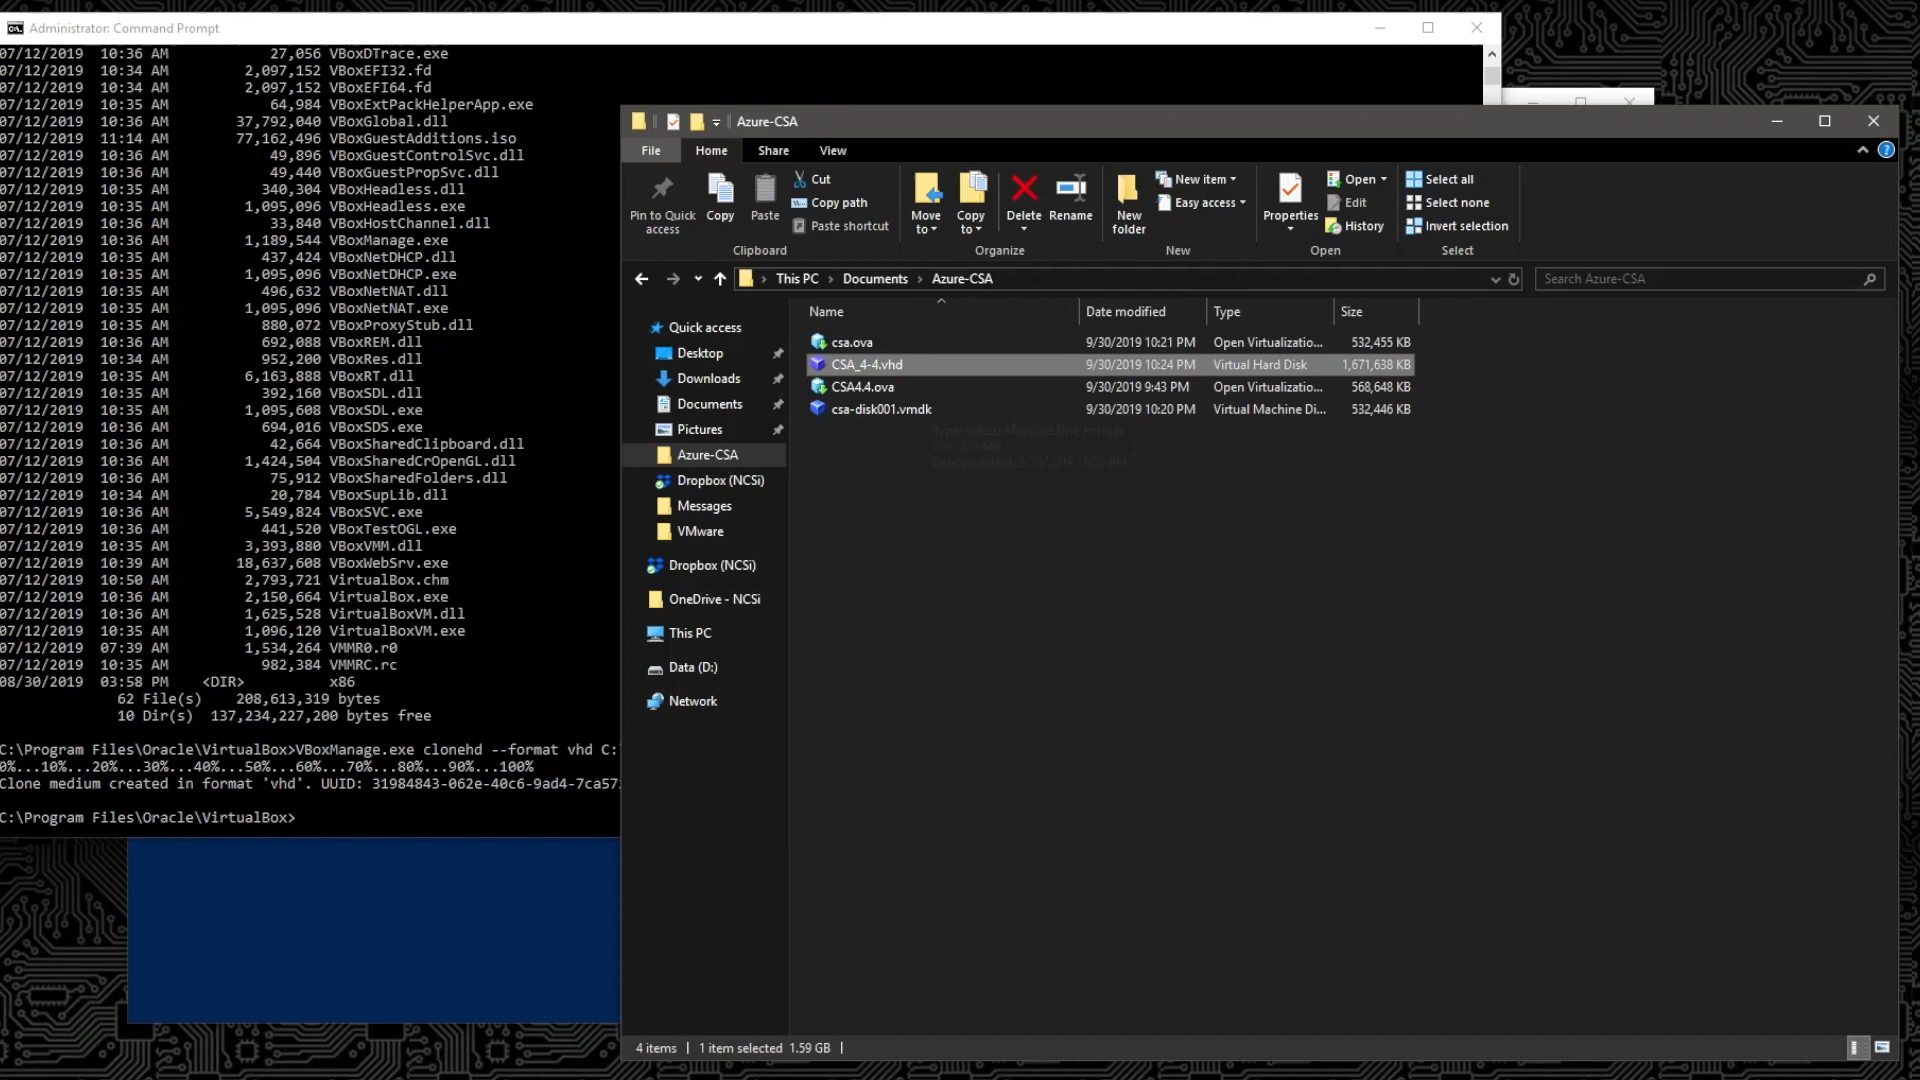 Administrator: Command Prompt
07/12/2019 10:36 AM 27,056 VBoxDTrace.exe
07/12/2019 10:34 AM 2,097,152 VBoxEFI32.fd
07/12/2019 10:34 AM 2,097,152 VBoxEFI64.fd
07/12/2019 10:35 AM 64,984 VBoxExtPackHelperApp.exe
07/12/2019 10:36 AM 37,792,040 VBoxGlobal.dll
07/12/2019 11:14 AM 77,162,496 VBoxGuestAdditions.iso
07/12/2019 10:36 AM 49,896 VBoxGuestControlSvc.dll
07/12/2019 10:36 AM 49,440 VBoxGuestPropSvc.dll
07/12/2019 10:35 AM 340,304 VBoxHeadless.dll
07/12/2019 10:35 AM 1,095,096 VBoxHeadless.exe
07/12/2019 10:36 AM 33,840 VBoxHostChannel.dll
07/12/2019 10:36 AM 1,189,544 VBoxManage.exe
07/12/2019 10:35 AM 437,424 VBoxNetDHCP.dll
07/12/2019 10:36 AM 1,095,096 VBoxNetDHCP.exe
07/12/2019 10:35 AM 496,632 VBoxNetNAT.dll
07/12/2019 10:35 AM 1,095,096 VBoxNetNAT.exe
07/12/2019 10:35 AM 880,072 VBoxProxyStub.dll
07/12/2019 10:36 AM 692,088 VBoxREM.dll
07/12/2019 10:34 AM 952,200 VBoxRes.dll
07/12/2019 10:35 AM 6,163,888 VBoxRT.dll
07/12/2019 10:35 AM 392,160 VBoxSDL.dll
07/12/2019 10:35 AM 1,095,608 VBoxSDL.exe
07/12/2019 10:35 AM 694,016 VBoxSDS.exe
07/12/2019 10:36 AM 42,664 VBoxSharedClipboard.dll
07/12/2019 10:36 AM 1,424,504 VBoxSharedCrOpenGL.dll
07/12/2019 10:36 AM 75,912 VBoxSharedFolders.dll
07/12/2019 10:34 AM 20,784 VBoxSupLib.dll
07/12/2019 10:36 AM 5,549,824 VBoxSVC.exe
07/12/2019 10:36 AM 441,520 VBoxTestOGL.exe
07/12/2019 10:35 AM 3,393,880 VBoxVMM.dll
07/12/2019 10:39 AM 18,637,608 VBoxWebSrv.exe
07/12/2019 10:50 AM 2,793,721 VirtualBox.chm
07/12/2019 10:36 AM 2,150,664 VirtualBox.exe
07/12/2019 10:36 AM 1,625,528 VirtualBoxVM.dll
07/12/2019 10:35 AM 1,096,120 VirtualBoxVM.exe
07/12/2019 07:39 AM 1,534,264 VMMR0.r0
07/12/2019 10:35 AM 982,384 VMMRC.rc
08/30/2019 03:58 PM <DIR> x86
62 File(s) 208,613,319 bytes
10 Dir(s) 137,234,227,200 bytes free
C:\Program Files\Oracle\VirtualBox>VBoxManage.exe clonehd --format vhd C:
0%...10%...20%...30%...40%...50%...60%...70%...80%...90%...100%
Clone medium created in format 'vhd'. UUID: 31984843-062e-40c6-9ad4-7ca57
C:\Program Files\Oracle\VirtualBox>
Azure-CSA
File Home Share View
Pin to Quick access
Copy
Paste
Cut
Copy path
Paste shortcut
Clipboard
Move to
Copy to
Delete
Rename
Organize
New folder
New item
Easy access
New
Properties
Open
Edit
History
Open
Select all
Select none
Invert selection
Select
This PC > Documents > Azure-CSA
Search Azure-CSA
Name Date modified Type Size
csa.ova 9/30/2019 10:21 PM Open Virtualizatio... 532,455 KB
CSA_4-4.vhd 9/30/2019 10:24 PM Virtual Hard Disk 1,671,638 KB
CSA4.4.ova 9/30/2019 9:43 PM Open Virtualizatio... 568,648 KB
csa-disk001.vmdk 9/30/2019 10:20 PM Virtual Machine Di... 532,446 KB
Quick access
Desktop
Downloads
Documents
Pictures
Azure-CSA
Dropbox (NCSi)
Messages
VMware
Dropbox (NCSi)
OneDrive - NCSi
This PC
Data (D:)
Network
4 items | 1 item selected 1.59 GB |